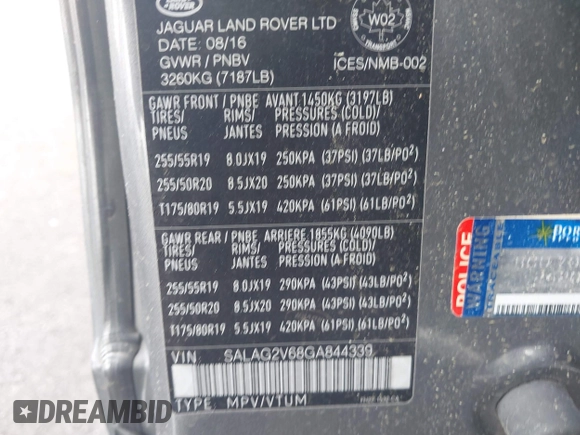 ROVER
JAGUAR LAND ROVER LTD
DATE: 08/16
GVWR / PNBV
3260KG (7187LB)
W02
TRANSPORT
ICES/NMB-002
GAWR FRONT / PNBE AVANT 1450KG (3197LB)
TIRES/ RIMS/ PRESSURES (COLD)/
PNEUS JANTES PRESSION (A FROID)
255/55R19 8.0JX19 250KPA (37PSI) (37LB/PO²)
255/50R20 8.5JX20 250KPA (37PSI) (37LB/PO²)
T175/80R19 5.5JX19 420KPA (61PSI) (61LB/PO²)
GAWR REAR / PNBE ARRIERE 1855KG (4090LB)
TIRES/ RIMS/ PRESSURES (COLD)/
PNEUS JANTES PRESSION (A FROID)
255/55R19 8.0JX19 290KPA (43PSI) (43LB/PO²)
255/50R20 8.5JX20 290KPA (43PSI) (43LB/PO²)
T175/80R19 5.5JX19 420KPA (61PSI) (61LB/PO²)
VIN SALAG2V68GA844339
TYPE MPV/VTUM
POLICE
WARNING
TRACEABLE
RIDEWITHPRIDE.CARS